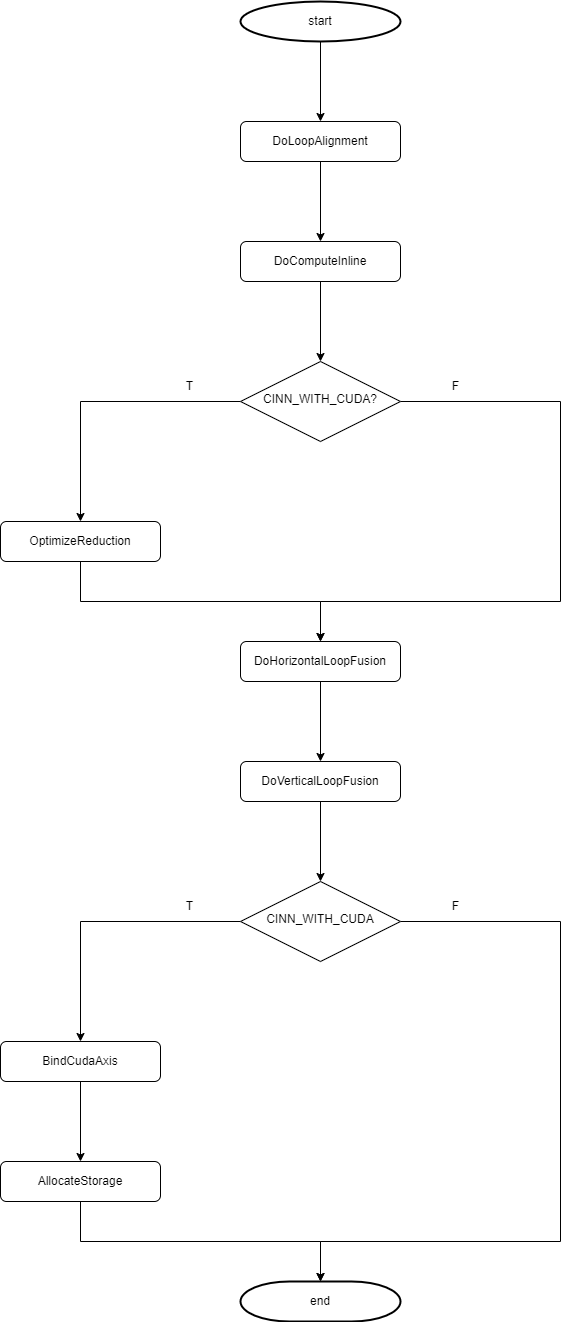 start
DoLoopAlignment
DoComputeInline
CINN_WITH_CUDA?
T
F
OptimizeReduction
DoHorizontalLoopFusion
DoVerticalLoopFusion
CINN_WITH_CUDA
T
F
BindCudaAxis
AllocateStorage
end